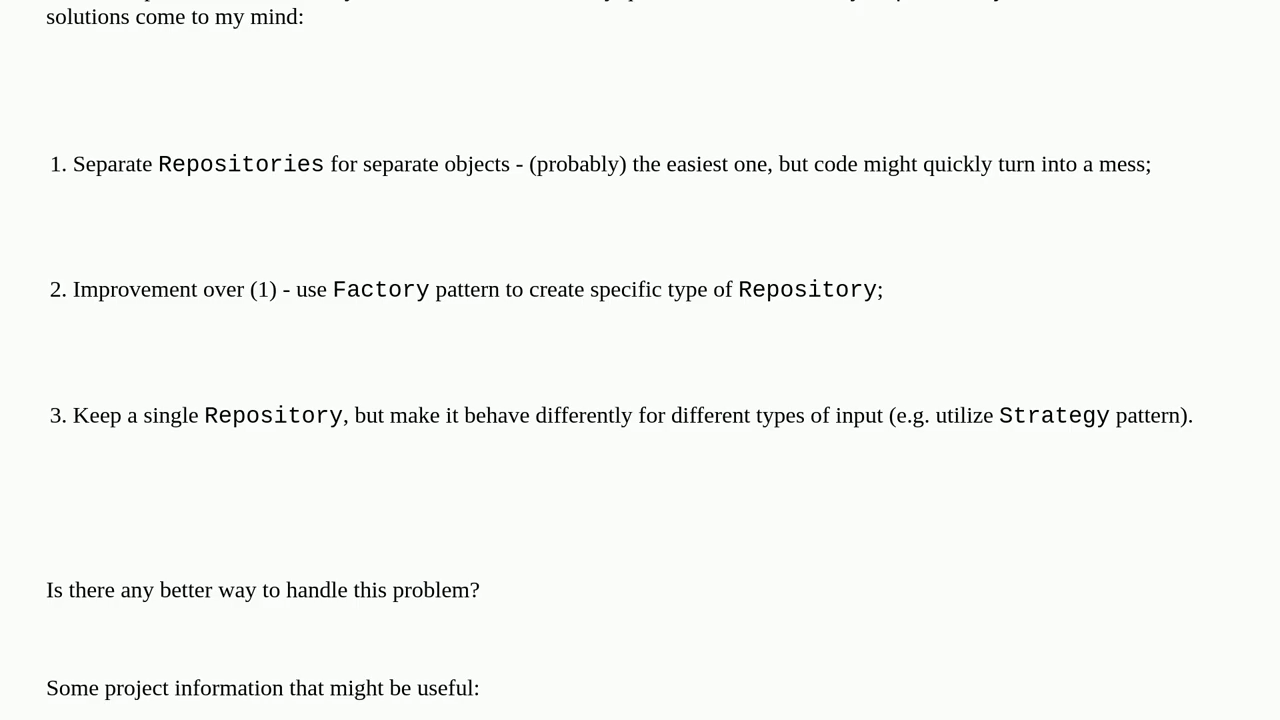 solutions come to my mind:
1. Separate Repositories for separate objects - (probably) the easiest one, but code might quickly turn into a mess;
2. Improvement over (1) - use Factory pattern to create specific type of Repository;
3. Keep a single Repository, but make it behave differently for different types of input (e.g. utilize Strategy pattern).
Is there any better way to handle this problem?
Some project information that might be useful: